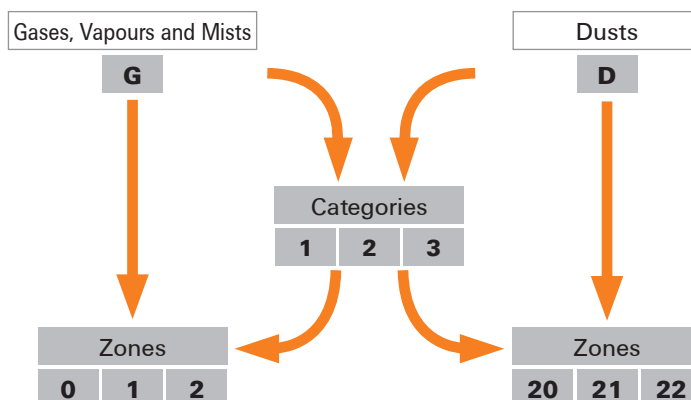 Gases, Vapours and Mists
Dusts
G
D
Categories
1 2 3
Zones
Zones
0 1 2
20 21 22